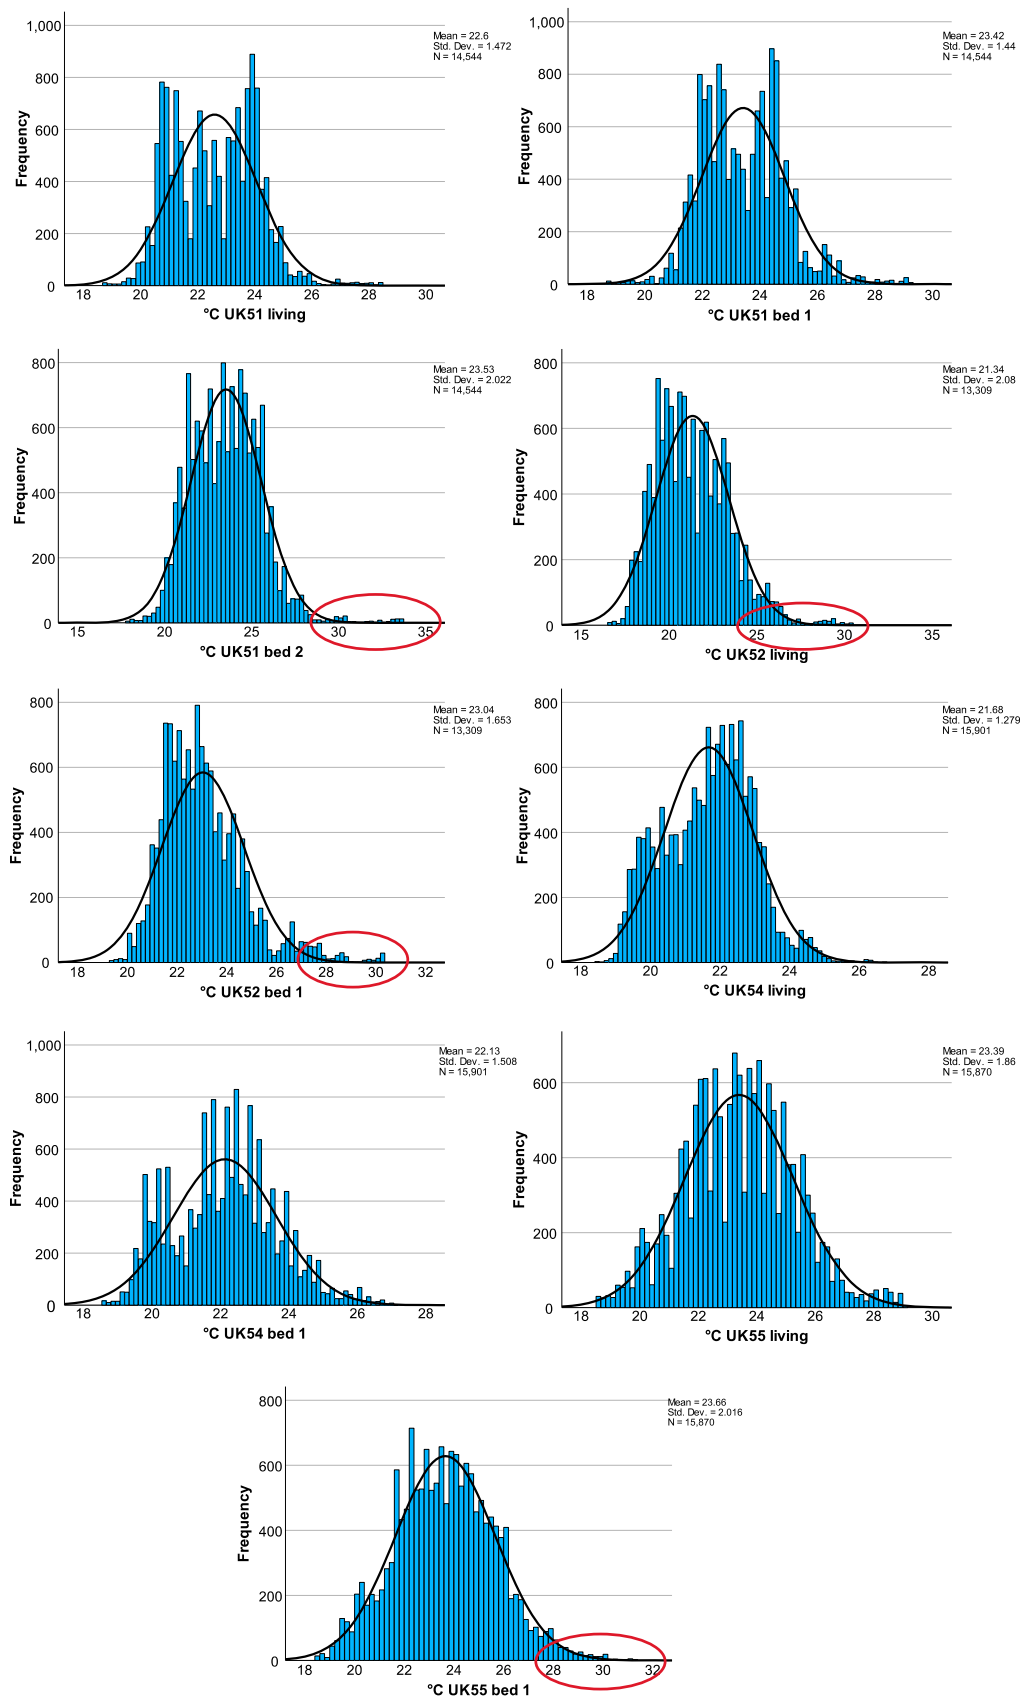 1,000
800
600
400
200
0
Frequency
18 20 22 24 26 28 30
°C UK51 living
Mean = 22.6
Std. Dev. = 1.472
N = 14,544
1,000
800
600
400
200
0
Frequency
18 20 22 24 26 28 30
°C UK51 bed 1
Mean = 23.42
Std. Dev. = 1.44
N = 14,544
800
600
400
200
0
Frequency
15 20 25 30 35
°C UK51 bed 2
Mean = 23.53
Std. Dev. = 2.022
N = 14,544
800
600
400
200
0
Frequency
15 20 25 30 35
°C UK52 living
Mean = 21.34
Std. Dev. = 2.08
N = 13,309
800
600
400
200
0
Frequency
18 20 22 24 26 28 30 32
°C UK52 bed 1
Mean = 23.04
Std. Dev. = 1.653
N = 13,309
800
600
400
200
0
Frequency
18 20 22 24 26 28
°C UK54 living
Mean = 21.68
Std. Dev. = 1.279
N = 15,901
1,000
800
600
400
200
0
Frequency
18 20 22 24 26 28
°C UK54 bed 1
Mean = 22.13
Std. Dev. = 1.508
N = 15,901
600
400
200
0
Frequency
18 20 22 24 26 28 30
°C UK55 living
Mean = 23.39
Std. Dev. = 1.86
N = 15,870
800
600
400
200
0
Frequency
18 20 22 24 26 28 30 32
°C UK55 bed 1
Mean = 23.66
Std. Dev. = 2.016
N = 15,870